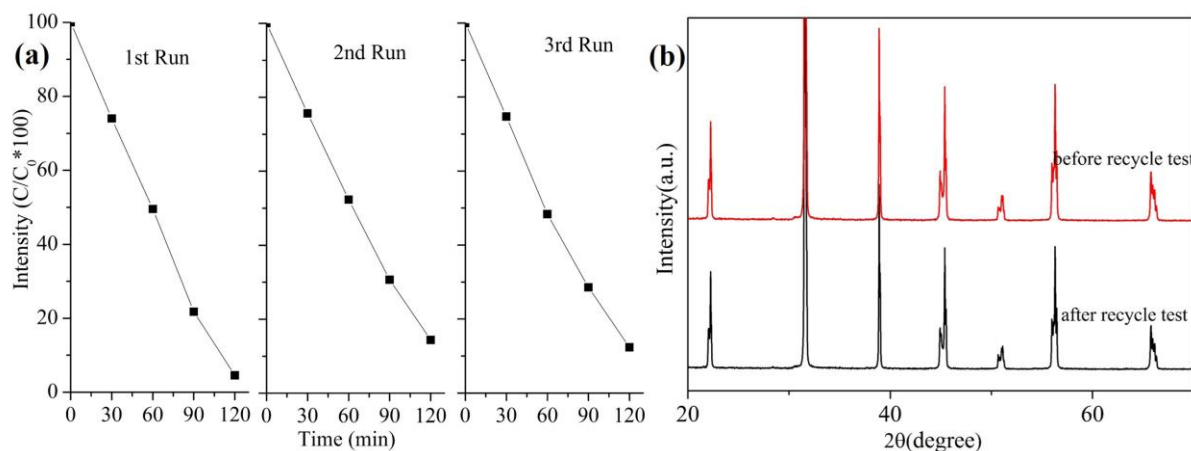 (a)
1st Run
2nd Run
3rd Run
Intensity (C/C0*100)
100
80
60
40
20
0
0 30 60 90 120
0 30 60 90 120
0 30 60 90 120
Time (min)
(b)
before recycle test
after recycle test
Intensity(a.u.)
20 40 60
2θ(degree)